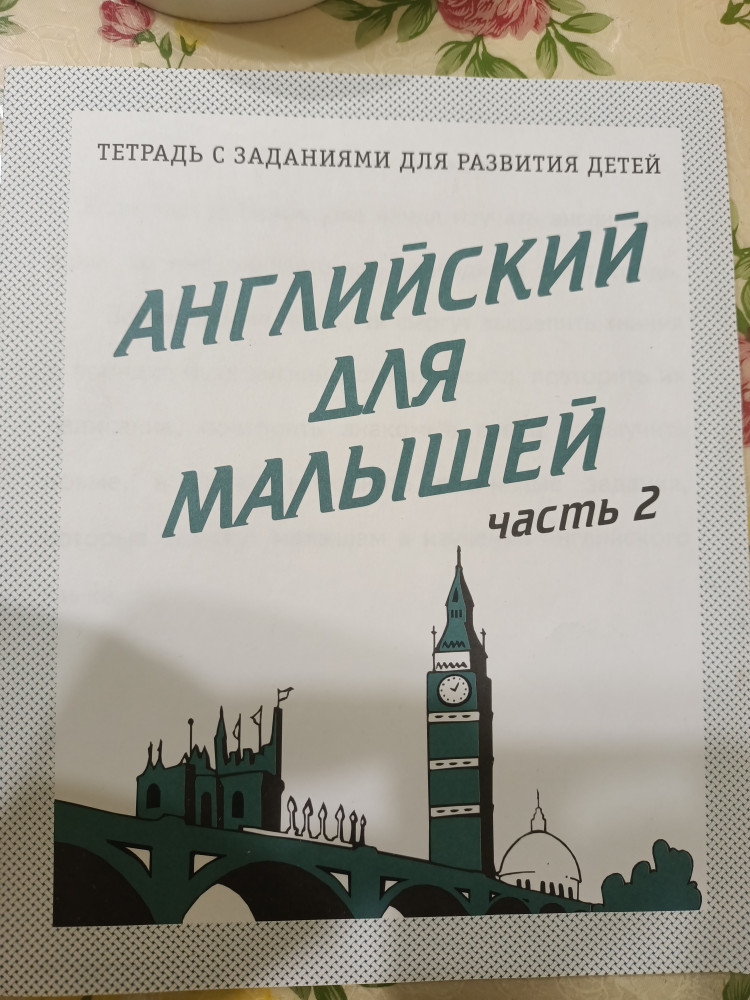 ТЕТРАДЬ С ЗАДАНИЯМИ ДЛЯ РАЗВИТИЯ ДЕТЕЙ
АНГЛИЙСКИЙ
ДЛЯ
МАЛЫШЕЙ
часть 2